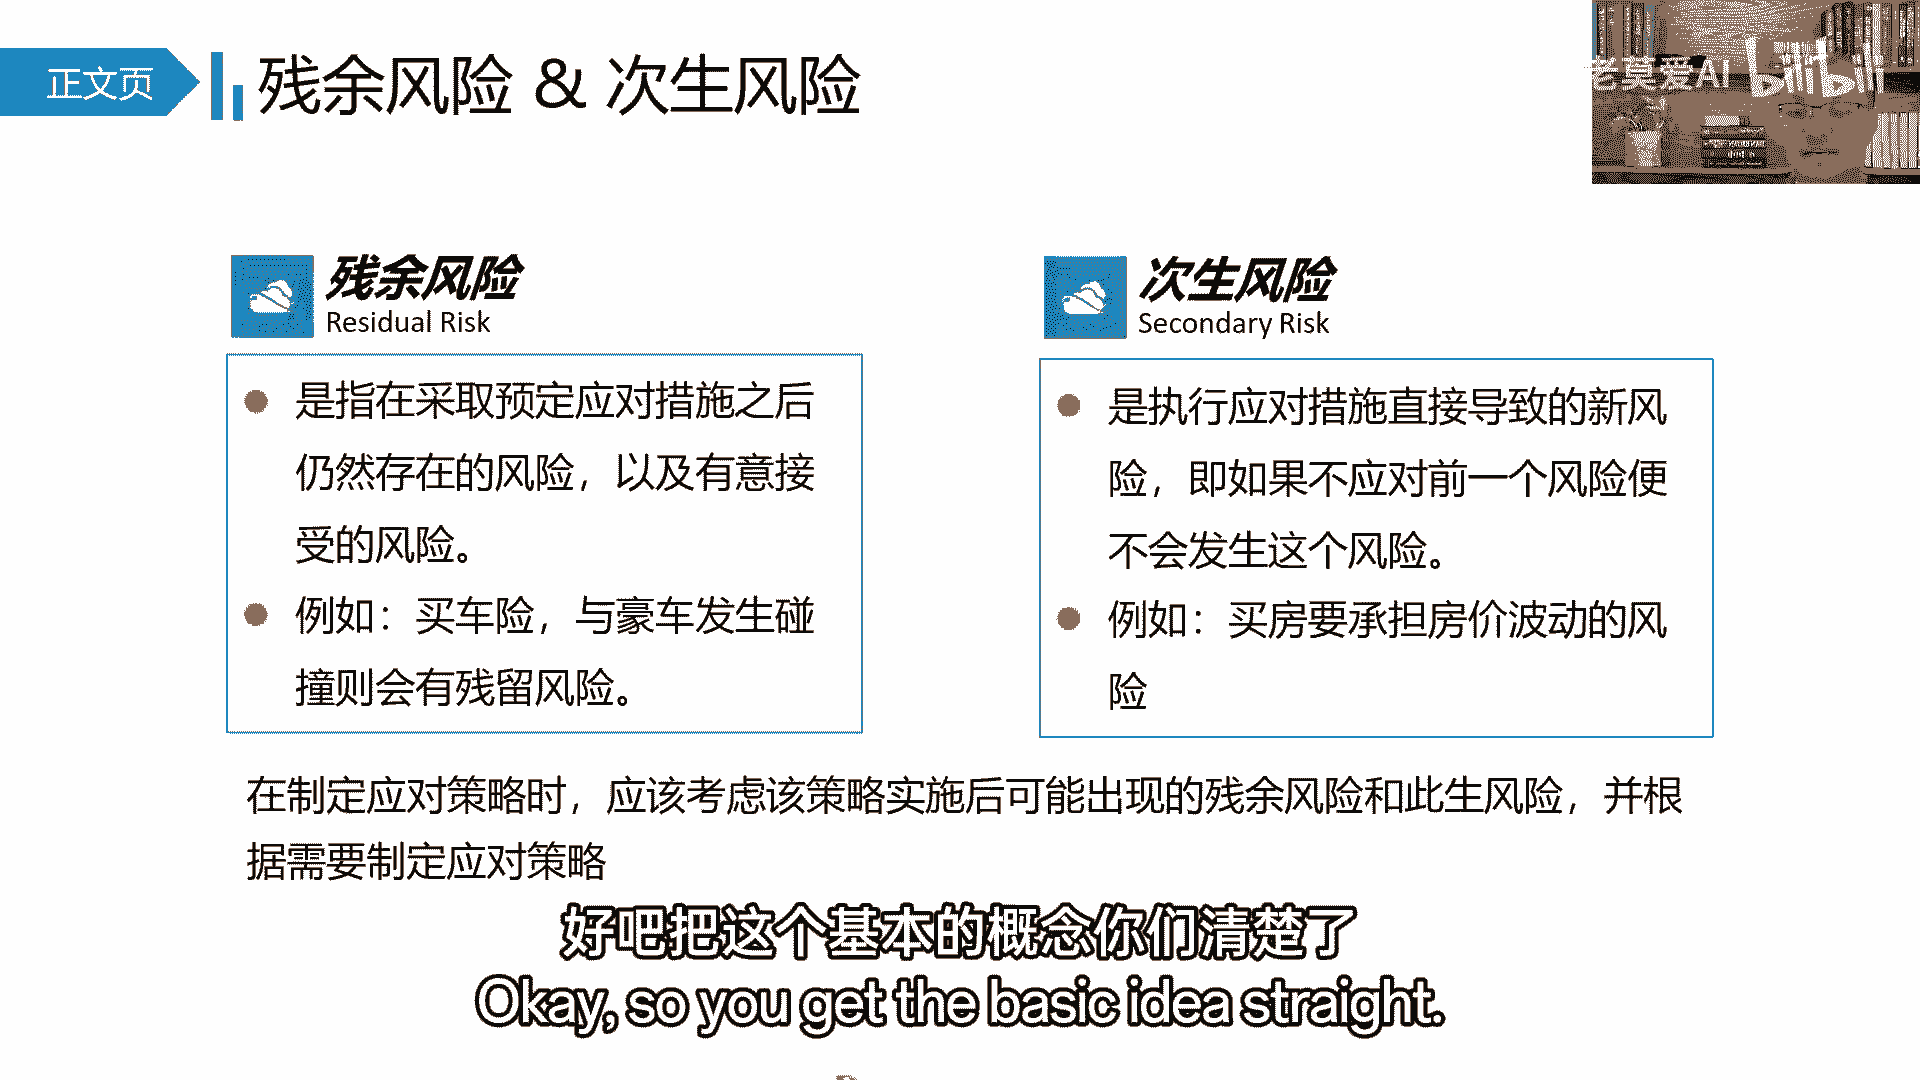 正文页
残余风险 & 次生风险
老莫爱AI
bilibili
残余风险
Residual Risk
是指在采取预定应对措施之后
仍然存在的风险，以及有意接
受的风险。
例如：买车险，与豪车发生碰
撞则会有残留风险。
次生风险
Secondary Risk
是执行应对措施直接导致的新风
险，即如果不应对前一个风险便
不会发生这个风险。
例如：买房要承担房价波动的风
险
在制定应对策略时，应该考虑该策略实施后可能出现的残余风险和此生风险，并根
据需要制定应对策略
好吧把这个基本的概念你们清楚了
Okay, so you get the basic idea straight.